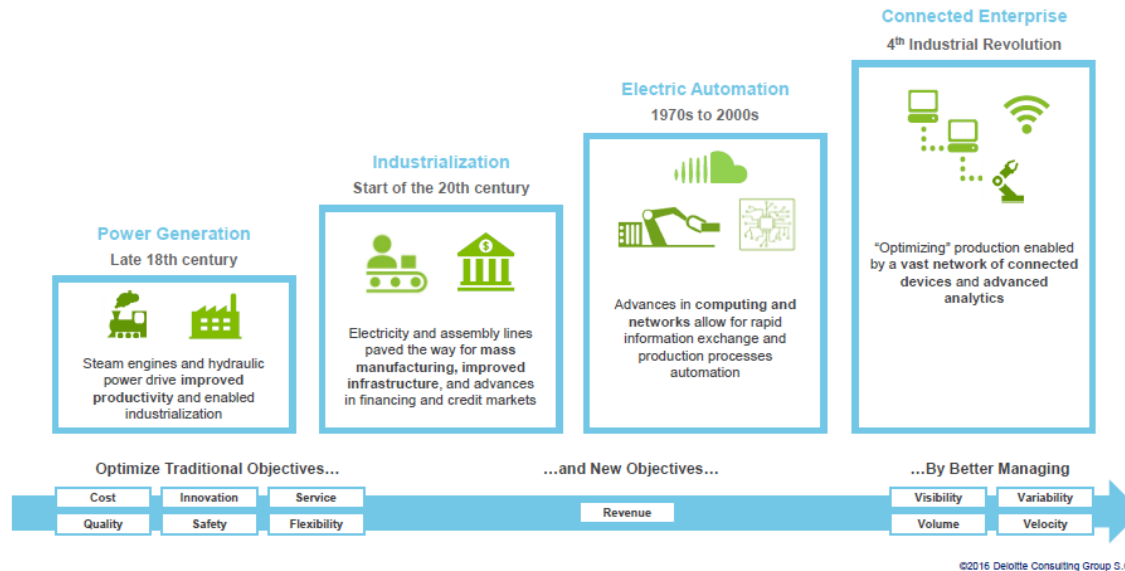 Connected Enterprise
4th Industrial Revolution
Electric Automation
1970s to 2000s
Industrialization
Start of the 20th century
Power Generation
Late 18th century
Steam engines and hydraulic
power drive improved
productivity and enabled
industrialization
$
Electricity and assembly lines
paved the way for mass
manufacturing, improved
infrastructure, and advances
in financing and credit markets
Advances in computing and
networks allow for rapid
information exchange and
production processes
automation
“Optimizing” production enabled
by a vast network of connected
devices and advanced
analytics
Optimize Traditional Objectives…
Cost
Innovation
Service
Quality
Safety
Flexibility
…and New Objectives…
Revenue
…By Better Managing
Visibility
Variability
Volume
Velocity
©2016 Deloitte Consulting Group S.